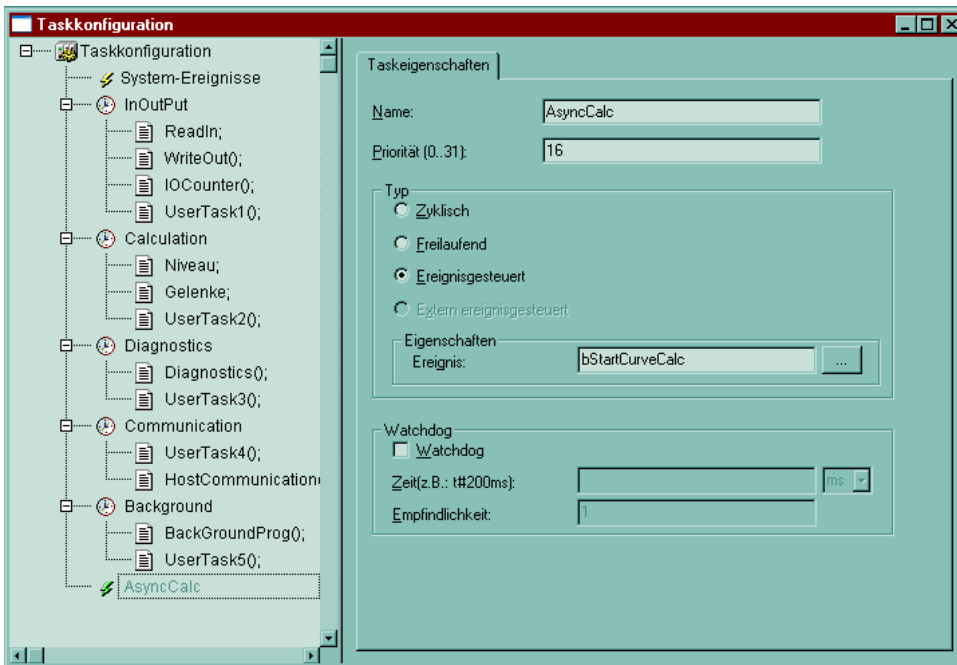 Taskkonfiguration
Taskkonfiguration
System-Ereignisse
InOutPut
ReadIn;
WriteOut();
IOCounter();
UserTask1();
Calculation
Niveau;
Gelenke;
UserTask2();
Diagnostics
Diagnostics();
UserTask3();
Communication
UserTask4();
HostCommunication(
Background
BackGroundProg();
UserTask5();
AsyncCalc
Taskeigenschaften
Name: AsyncCalc
Priorität (0..31): 16
Typ
Zyklisch
Freilaufend
Ereignisgesteuert
Extern ereignisgesteuert
Eigenschaften
Ereignis: bStartCurveCalc ...
Watchdog
Watchdog
Zeit(z.B.: t#200ms): ms
Empfindlichkeit: 1